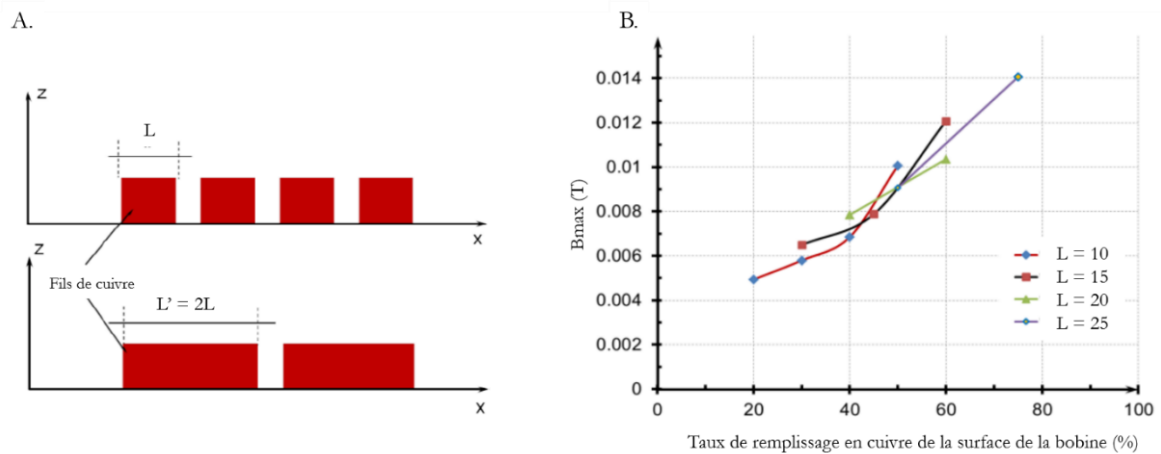 A.
z
L
x
z
Fils de cuivre
L' = 2L
x
B.
Bmax (T)
0.014
0.012
0.01
0.008
0.006
0.004
0.002
0
0 20 40 60 80 100
Taux de remplissage en cuivre de la surface de la bobine (%)
L = 10
L = 15
L = 20
L = 25